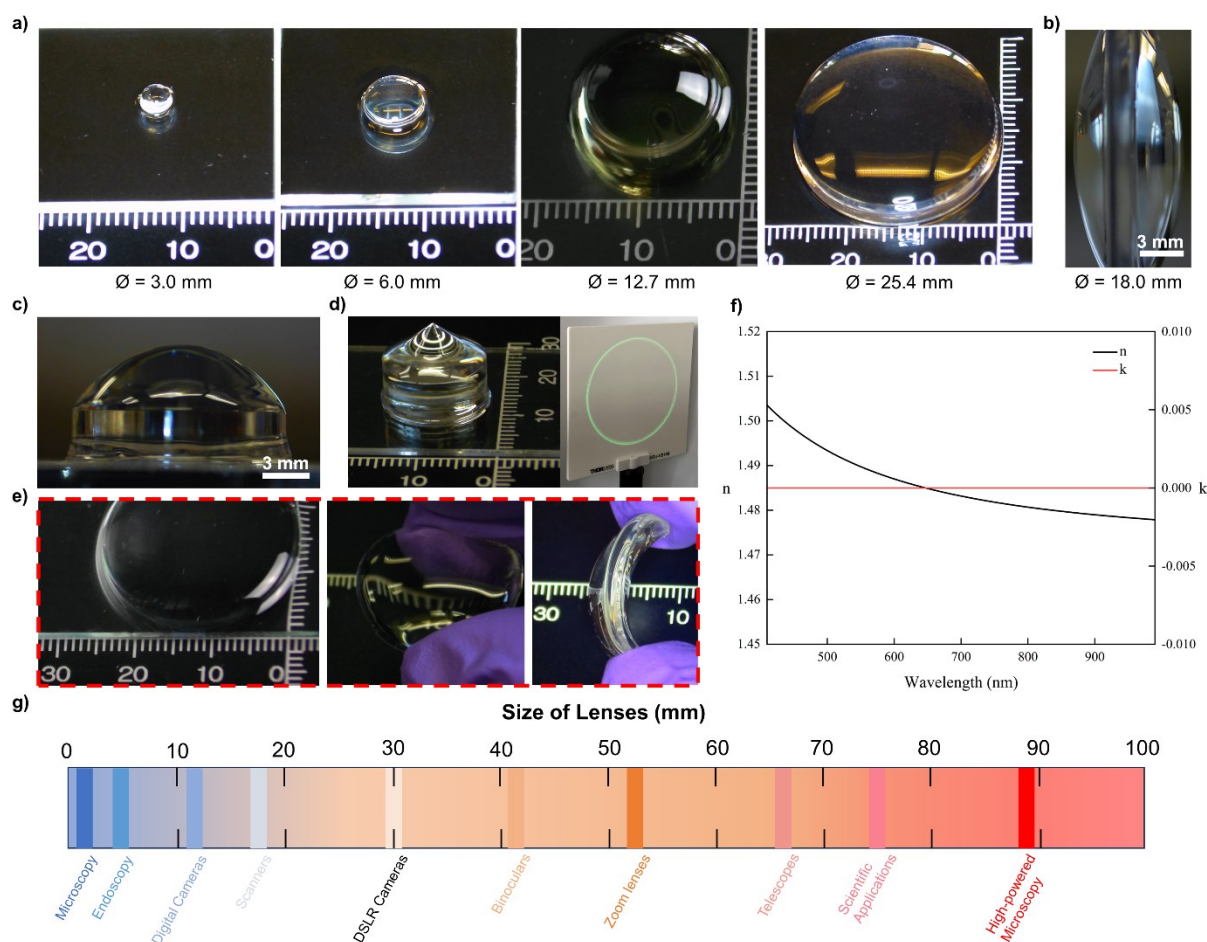 a)
20 10 0
Ø = 3.0 mm
20 10 0
Ø = 6.0 mm
10 0
Ø = 12.7 mm
30 20 10 0
Ø = 25.4 mm
b)
3 mm
Ø = 18.0 mm
c)
3 mm
d)
30
20
10
10 0
e)
30 20 10 0
30 10
f)
n
k
1.52
1.51
1.50
1.49
1.48
1.47
1.46
1.45
n
0.010
0.005
0.000
-0.005
-0.010
k
500 600 700 800 900
Wavelength (nm)
g)
Size of Lenses (mm)
0 10 20 30 40 50 60 70 80 90 100
Microscopy
Endoscopy
Digital Cameras
Scanners
DSLR Cameras
Binoculars
Zoom lenses
Telescopes
Scientific
Applications
High-powered
Microscopy